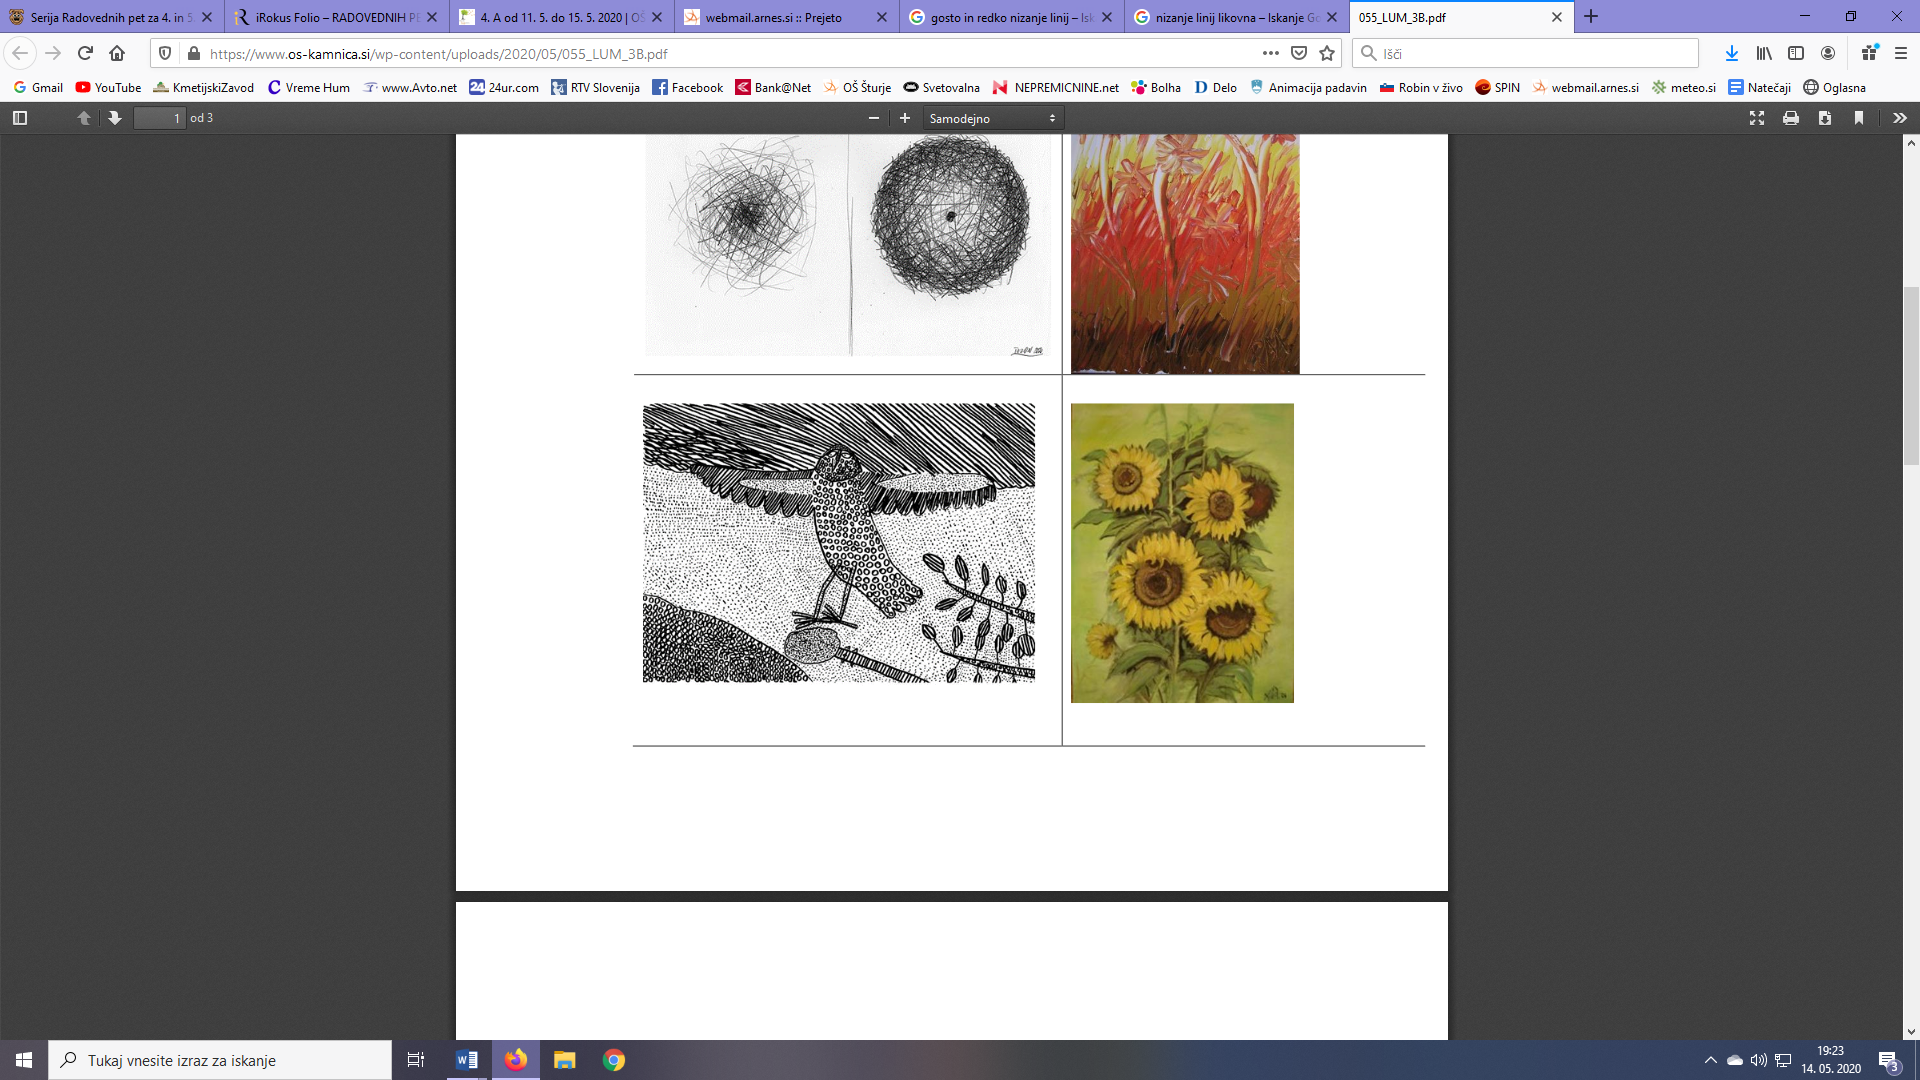 Serija Radovednih pet za 4. in 5.
iRokus Folio – RADOVEDNIH PE
4. A od 11. 5. do 15. 5. 2020 | OŠ
webmail.arnes.si :: Prejeto
gosto in redko nizanje linij – Isk
nizanje linij likovna – Iskanje Go
055_LUM_3B.pdf
https://www.os-kamnica.si/wp-content/uploads/2020/05/055_LUM_3B.pdf
Išči
Gmail
YouTube
KmetijskiZavod
Vreme Hum
www.Avto.net
24ur.com
RTV Slovenija
Facebook
Bank@Net
OŠ Šturje
Svetovalna
NEPREMICNINE.net
Bolha
Delo
Animacija padavin
Robin v živo
SPIN
webmail.arnes.si
meteo.si
Natečaji
Oglasna
1 od 3
Samodejno
Tukaj vnesite izraz za iskanje
19:23
14. 05. 2020
3